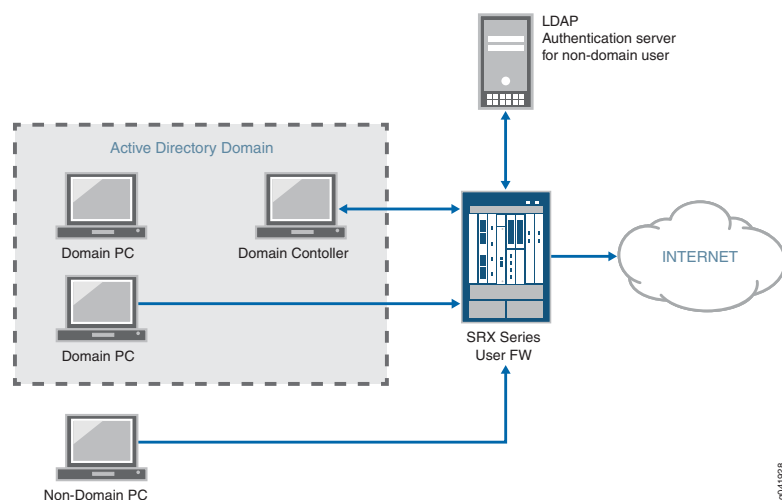 LDAP
Authentication server
for non-domain user
Active Directory Domain
Domain PC
Domain Contoller
Domain PC
SRX Series
User FW
INTERNET
Non-Domain PC